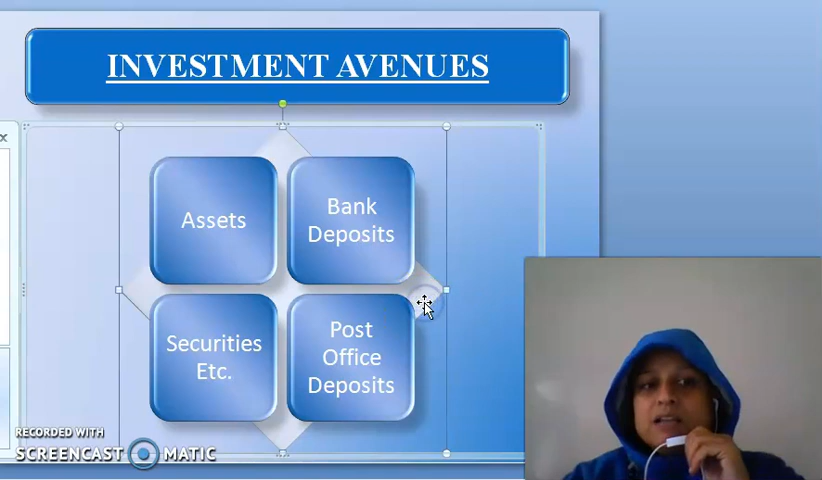 INVESTMENT AVENUES
Assets
Bank
Deposits
Securities
Etc.
Post
Office
Deposits
RECORDED WITH
SCREENCAST MATIC